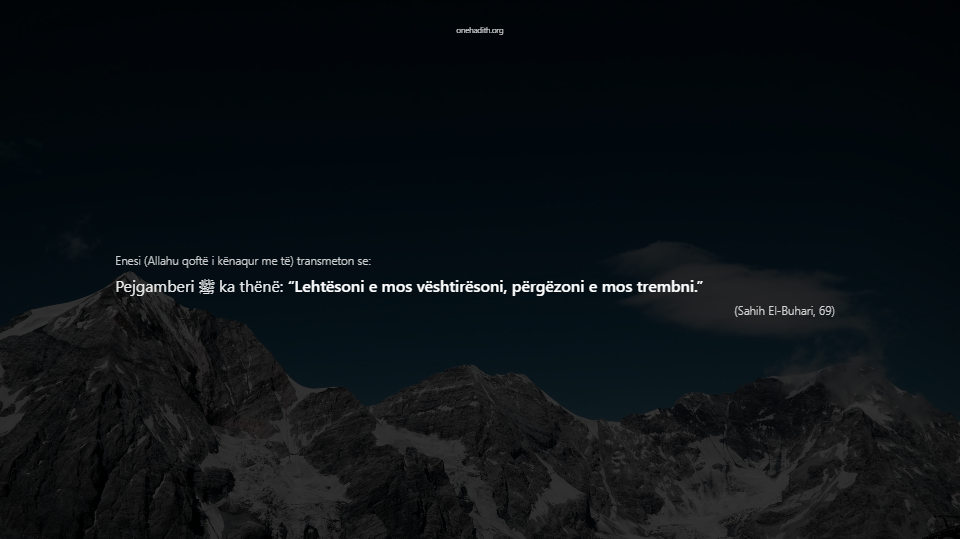 onehadith.org
Enesi (Allahu qoftë i kënaqur me të) transmeton se:
Pejgamberi ﷺ ka thënë: “Lehtësoni e mos vështirësoni, përgëzoni e mos trembni.”
(Sahih El-Buhari, 69)